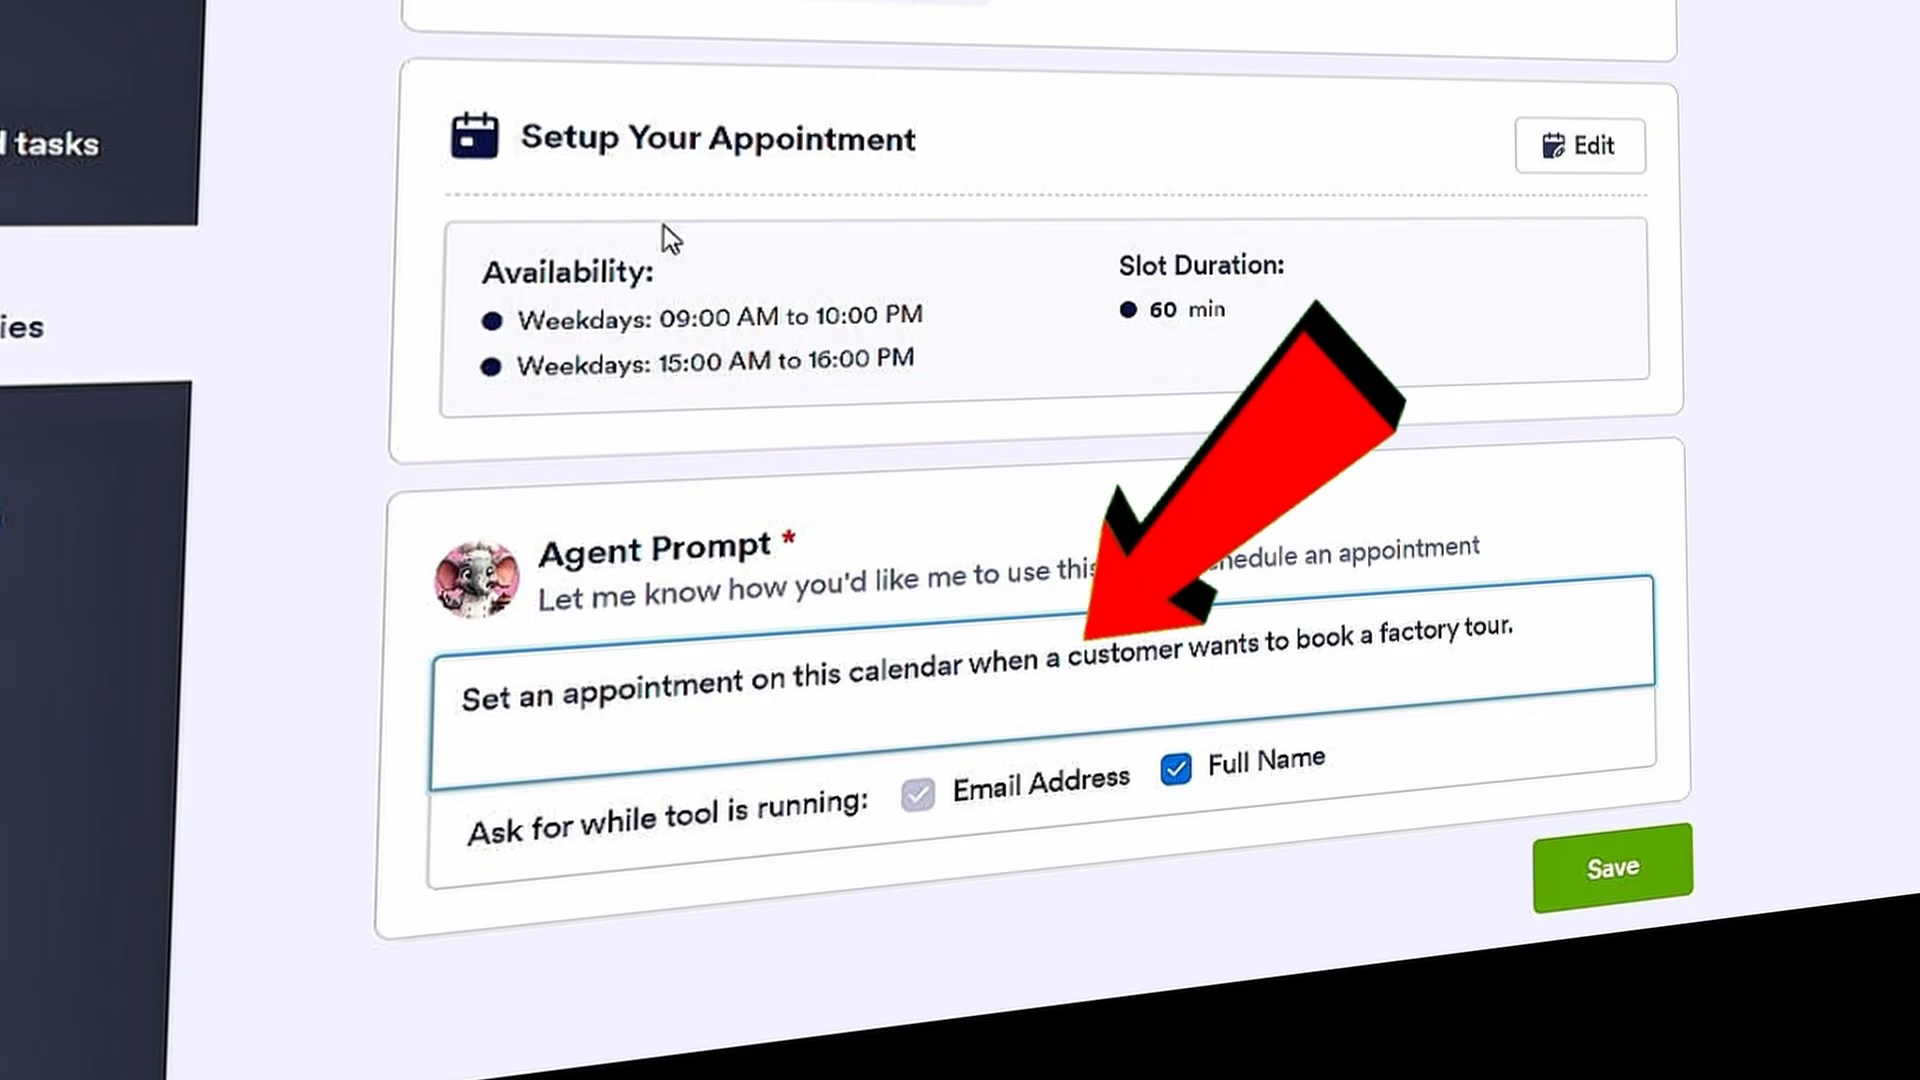 tasks
ies
Setup Your Appointment
Edit
Availability:
Weekdays: 09:00 AM to 10:00 PM
Weekdays: 15:00 AM to 16:00 PM
Slot Duration:
60 min
Agent Prompt *
Let me know how you'd like me to use this hedule an appointment
Set an appointment on this calendar when a customer wants to book a factory tour.
Ask for while tool is running: Email Address Full Name
Save